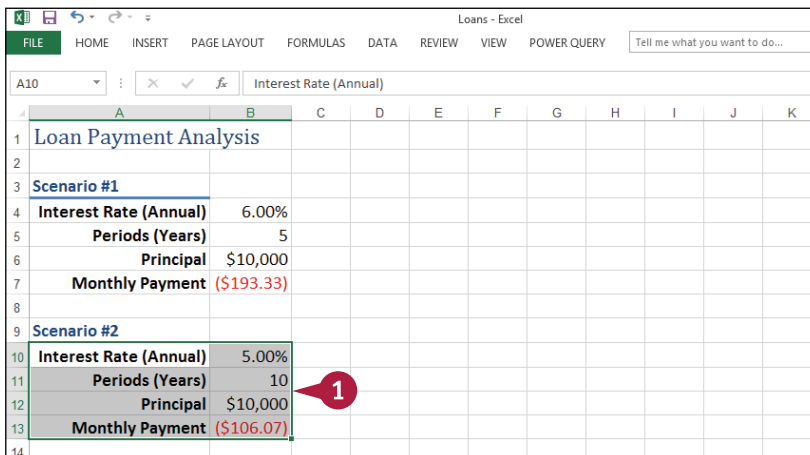 Loans - Excel
FILE HOME INSERT PAGE LAYOUT FORMULAS DATA REVIEW VIEW POWER QUERY Tell me what you want to do...
A10 fx Interest Rate (Annual)
A B C D E F G H I J K
1 Loan Payment Analysis
2
3 Scenario #1
4 Interest Rate (Annual) 6.00%
5 Periods (Years) 5
6 Principal $10,000
7 Monthly Payment ($193.33)
8
9 Scenario #2
10 Interest Rate (Annual) 5.00%
11 Periods (Years) 10 1
12 Principal $10,000
13 Monthly Payment ($106.07)
14